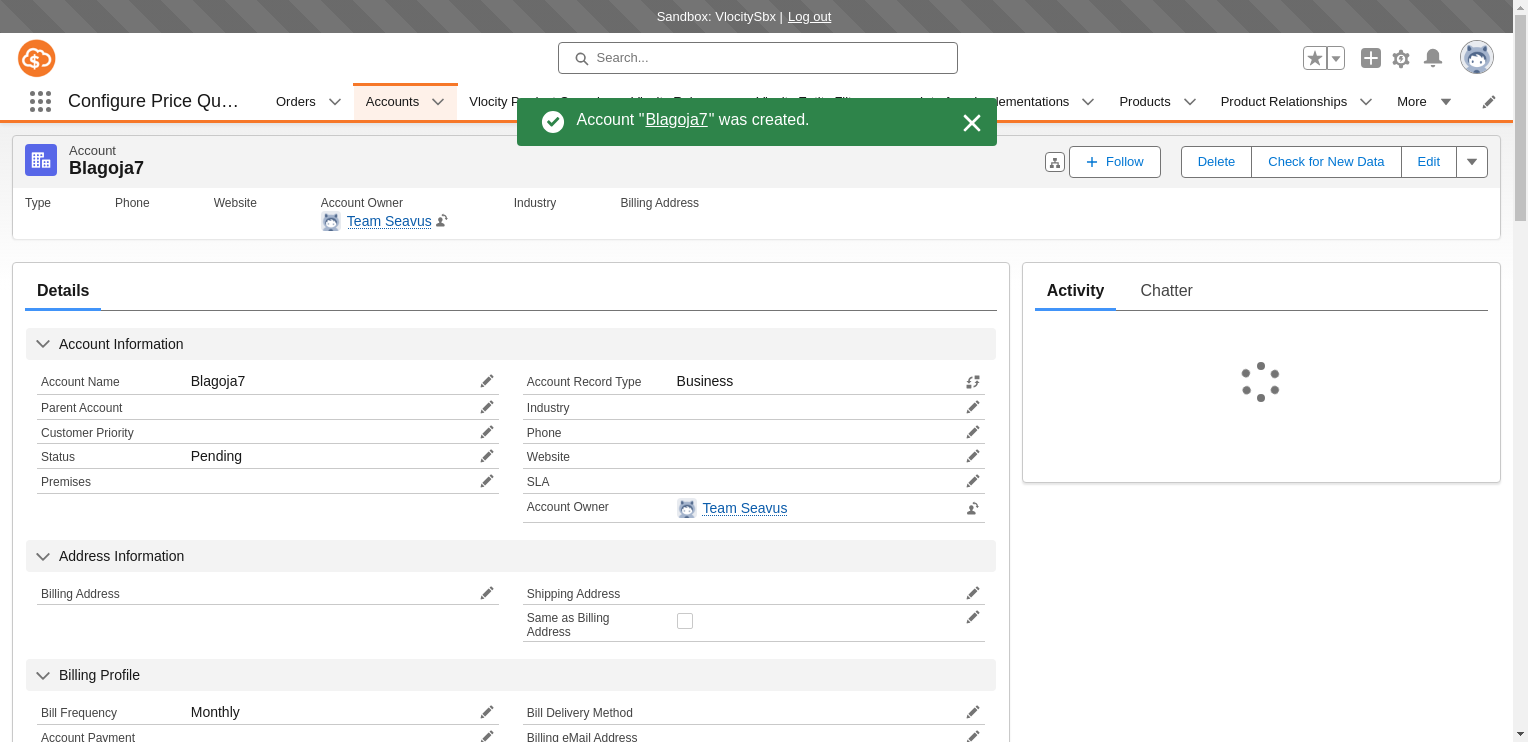 Sandbox: VlocitySbx | Log out
Search...
Configure Price Qu...
Orders
Accounts
Vlocity
More
Products
Product Relationships
Account "Blagoja7" was created.
Account
Blagoja7
Follow
Delete
Check for New Data
Edit
Type
Phone
Website
Account Owner
Team Seavus
Industry
Billing Address
Details
Account Information
Account Name
Blagoja7
Parent Account
Customer Priority
Status
Pending
Premises
Account Record Type
Business
Industry
Phone
Website
SLA
Account Owner
Team Seavus
Address Information
Billing Address
Shipping Address
Same as Billing
Address
Billing Profile
Bill Frequency
Monthly
Account Payment
Bill Delivery Method
Billing eMail Address
Activity
Chatter